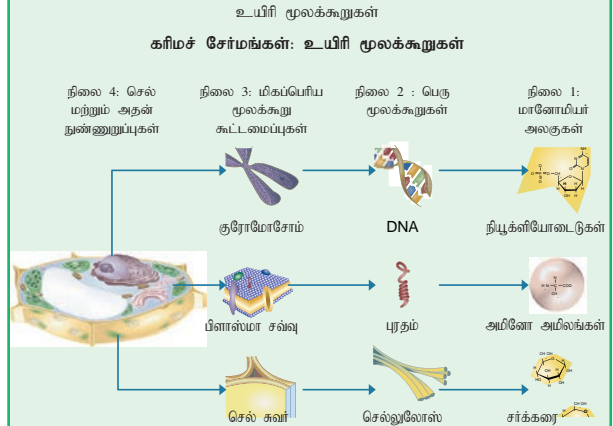 உயிரி மூலக்கூறுகள்
கரிமச் சேர்மங்கள்: உயிரி மூலக்கூறுகள்
நிலை 4: செல்
மற்றும் அதன்
நுண்ணுறுப்புகள்
நிலை 3: மிகப்பெரிய
மூலக்கூறு
கூட்டமைப்புகள்
நிலை 2 : பெரு
மூலக்கூறுகள்
நிலை 1:
மானோமியர்
அலகுகள்
குரோமோசோம்
DNA
நியூக்ளியோடைடுகள்
பிளாஸ்மா சவ்வு
புரதம்
அமினோ அமிலங்கள்
செல் சுவர்
செல்லுலோஸ்
சர்க்கரை